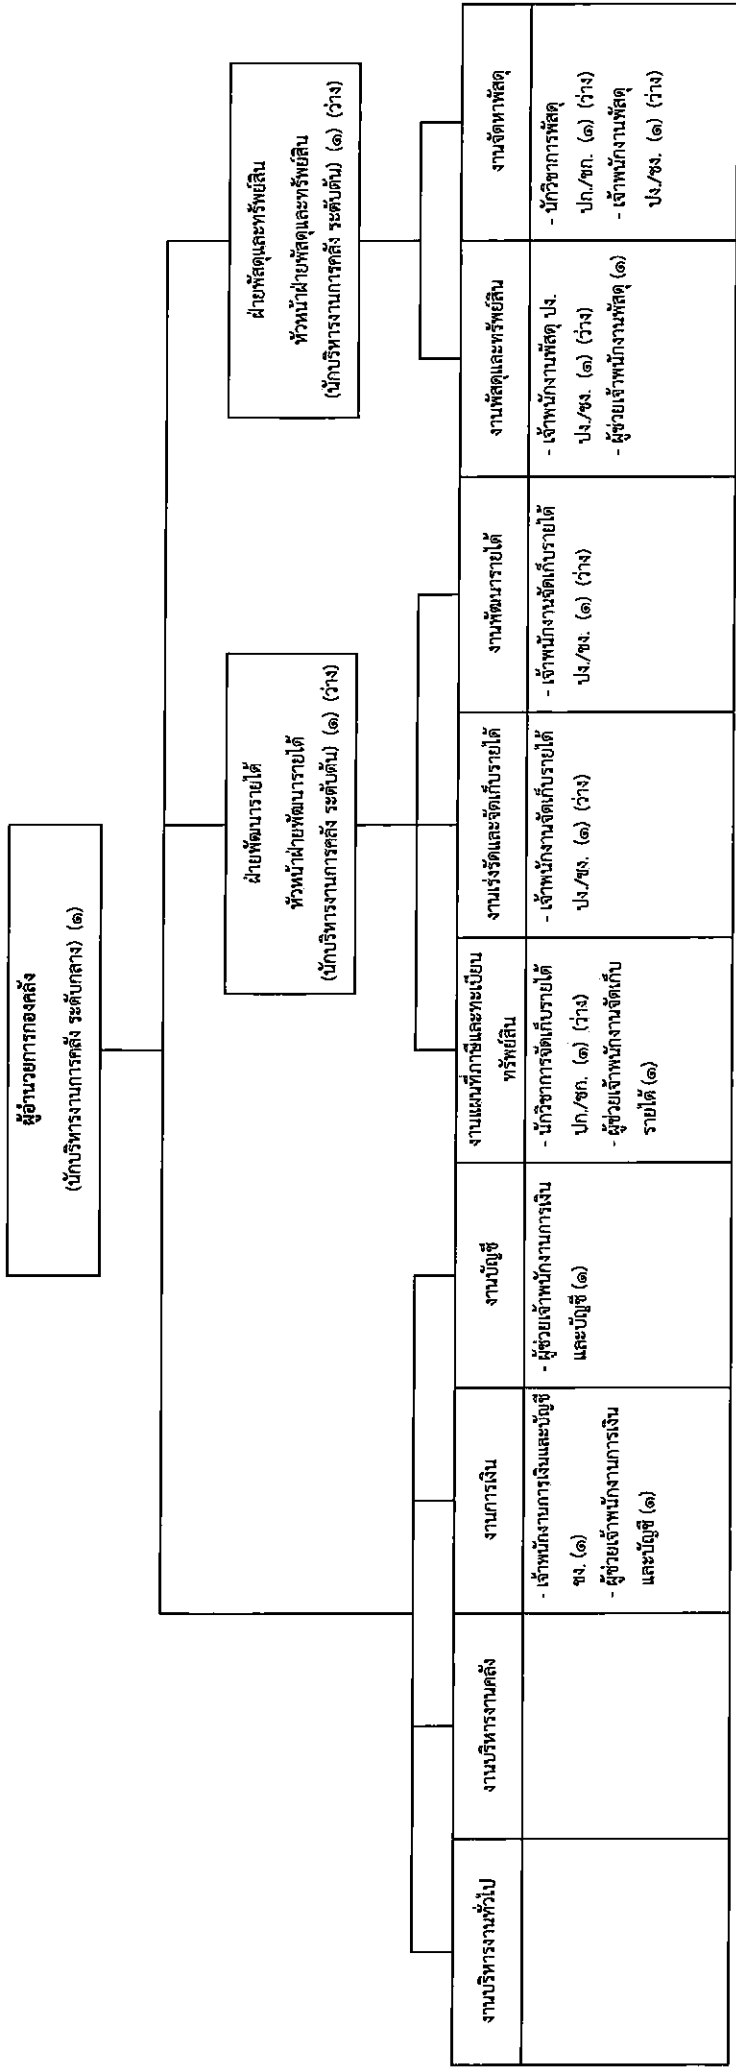 ผู้อำนวยการกองคลัง
(นักบริหารงานการคลัง ระดับกลาง) (๑)
ฝ่ายพัฒนารายได้
หัวหน้าฝ่ายพัฒนารายได้
(นักบริหารงานการคลัง ระดับต้น) (๑) (ว่าง)
ฝ่ายพัสดุและทรัพย์สิน
หัวหน้าฝ่ายพัสดุและทรัพย์สิน
(นักบริหารงานการคลัง ระดับต้น) (๑) (ว่าง)
งานบริหารงานทั่วไป
งานบริหารงานคลัง
งานการเงิน
- เจ้าพนักงานการเงินและบัญชี
ชง. (๑)
- ผู้ช่วยเจ้าพนักงานการเงิน
และบัญชี (๑)
งานบัญชี
- ผู้ช่วยเจ้าพนักงานการเงิน
และบัญชี (๑)
งานแผนที่ภาษีและทะเบียน
ทรัพย์สิน
- นักวิชาการจัดเก็บรายได้
ปก./ชก. (๑) (ว่าง)
- ผู้ช่วยเจ้าพนักงานจัดเก็บ
รายได้ (๑)
งานเร่งรัดและจัดเก็บรายได้
- เจ้าพนักงานจัดเก็บรายได้
ปง./ชง. (๑) (ว่าง)
งานพัฒนารายได้
- เจ้าพนักงานจัดเก็บรายได้
ปง./ชง. (๑) (ว่าง)
งานพัสดุและทรัพย์สิน
- เจ้าพนักงานพัสดุ ปง.
ปง./ชง. (๑) (ว่าง)
- ผู้ช่วยเจ้าพนักงานพัสดุ (๑)
งานจัดหาพัสดุ
- นักวิชาการพัสดุ
ปก./ชก. (๑) (ว่าง)
- เจ้าพนักงานพัสดุ
ปง./ชง. (๑) (ว่าง)